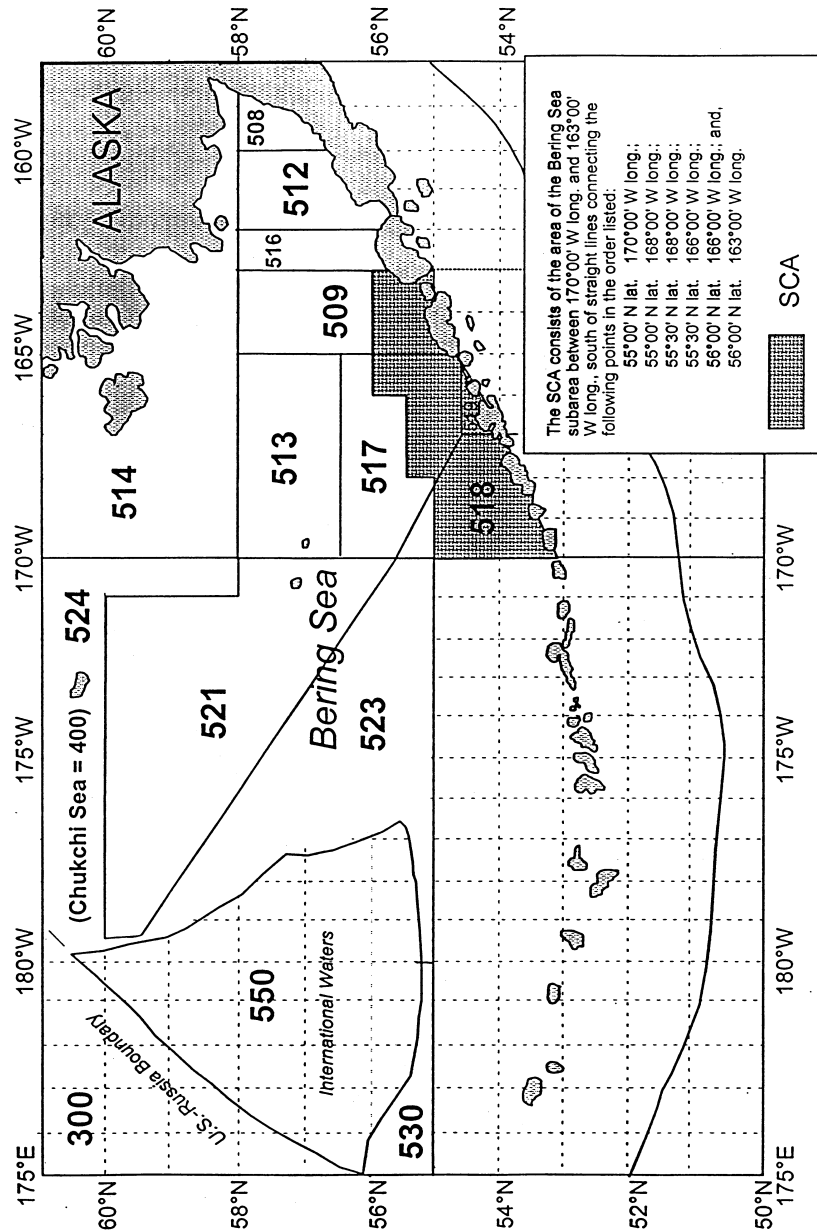 175°E
180°W
175°W
170°W
165°W
160°W
60°N
58°N
56°N
54°N
52°N
50°N
60°N
58°N
56°N
54°N
175°E
180°W
175°W
170°W
165°W
160°W
ALASKA
300
U.S.-Russia Boundary
(Chukchi Sea = 400)
524
514
508
512
516
521
550
International Waters
Bering Sea
523
513
509
517
530
518
519
The SCA consists of the area of the Bering Sea
subarea between 170°00' W long. and 163°00'
W long., south of straight lines connecting the
following points in the order listed:
55°00' N lat. 170°00' W long.;
55°00' N lat. 168°00' W long.;
55°30' N lat. 168°00' W long.;
55°30' N lat. 166°00' W long.;
56°00' N lat. 166°00' W long.; and,
56°00' N lat. 163°00' W long.
SCA